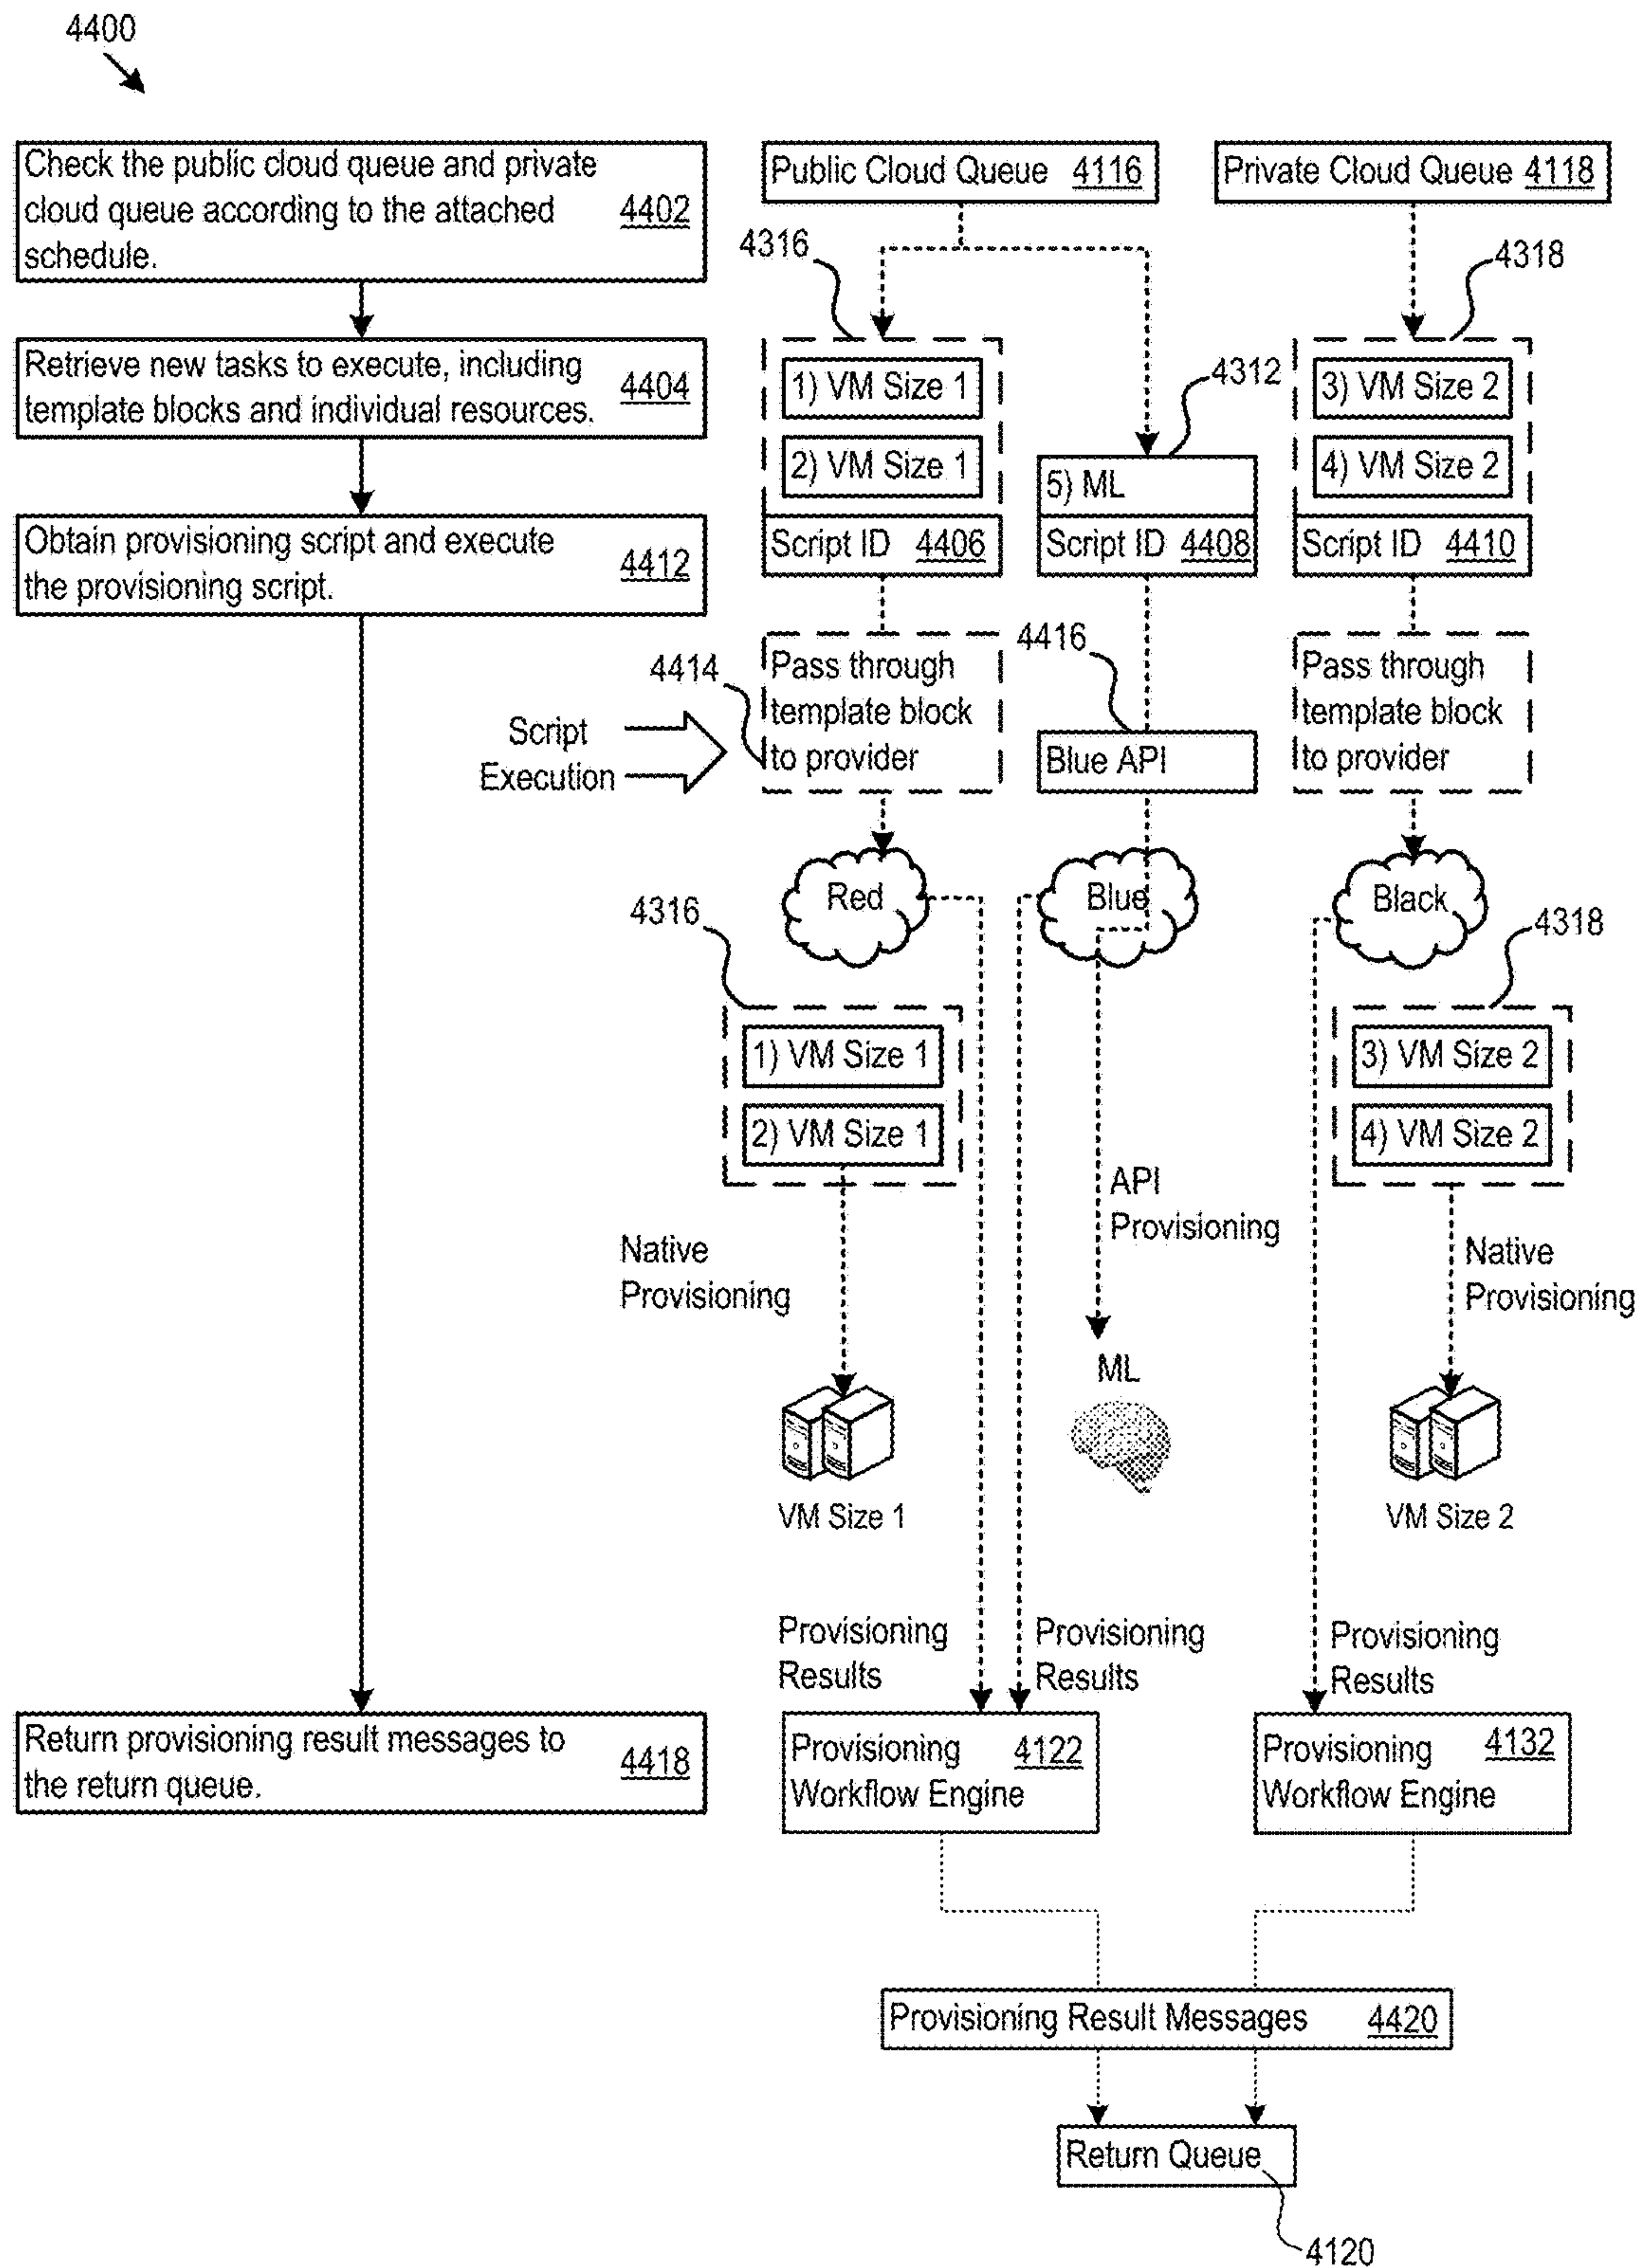 4400
Check the public cloud queue and private
cloud queue according to the attached
schedule.
4402
Public Cloud Queue 4116
Private Cloud Queue 4118
4316
4318
Retrieve new tasks to execute, including
template blocks and individual resources.
4404
1) VM Size 1
2) VM Size 1
4312
5) ML
3) VM Size 2
4) VM Size 2
Obtain provisioning script and execute
the provisioning script.
4412
Script ID 4406
Script ID 4408
Script ID 4410
Script
Execution
4414
Pass through
template block
to provider
4416
Blue API
Pass through
template block
to provider
Red
Blue
Black
4316
4318
1) VM Size 1
2) VM Size 1
3) VM Size 2
4) VM Size 2
Native
Provisioning
API
Provisioning
Native
Provisioning
ML
VM Size 1
VM Size 2
Provisioning
Results
Provisioning
Results
Provisioning
Results
Return provisioning result messages to
the return queue.
4418
Provisioning
Workflow Engine
4122
Provisioning
Workflow Engine
4132
Provisioning Result Messages 4420
Return Queue
4120